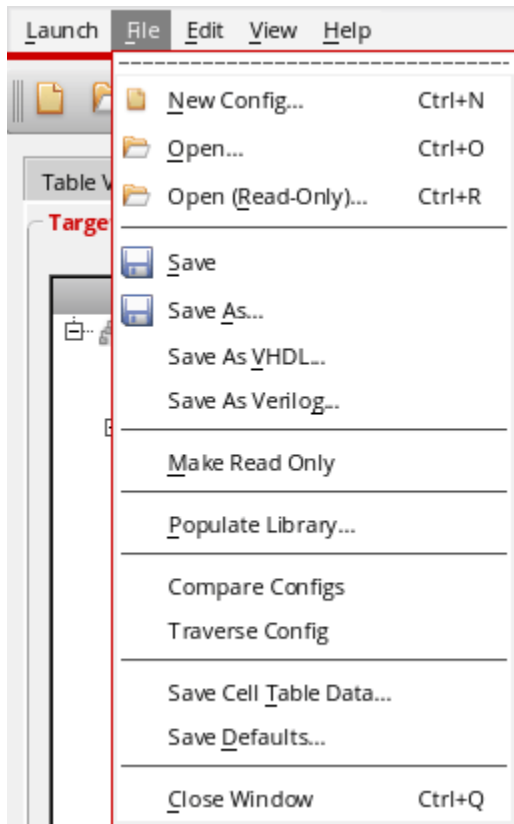 Launch File Edit View Help
New Config... Ctrl+N
Open... Ctrl+O
Table V
Open (Read-Only)... Ctrl+R
Targe
Save
Save As...
Save As VHDL...
Save As Verilog...
Make Read Only
Populate Library...
Compare Configs
Traverse Config
Save Cell Table Data...
Save Defaults...
Close Window Ctrl+Q